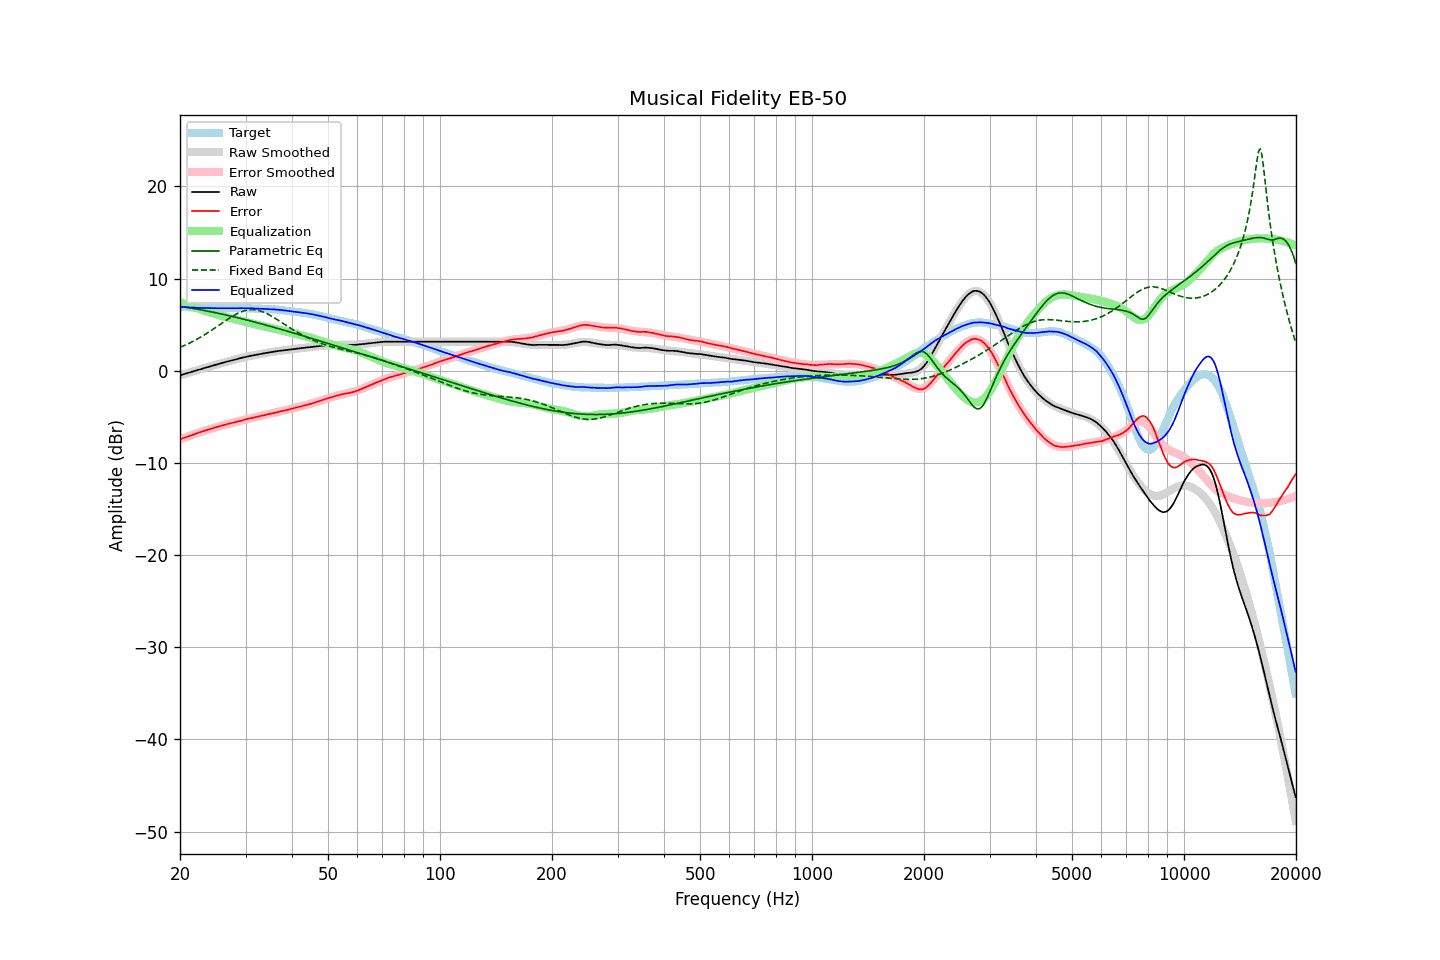 Musical Fidelity EB-50
Target
Raw Smoothed
Error Smoothed
Raw
Error
Equalization
Parametric Eq
Fixed Band Eq
Equalized
20
10
0
−10
−20
−30
−40
−50
Amplitude (dBr)
20 50 100 200 500 1000 2000 5000 10000 20000
Frequency (Hz)